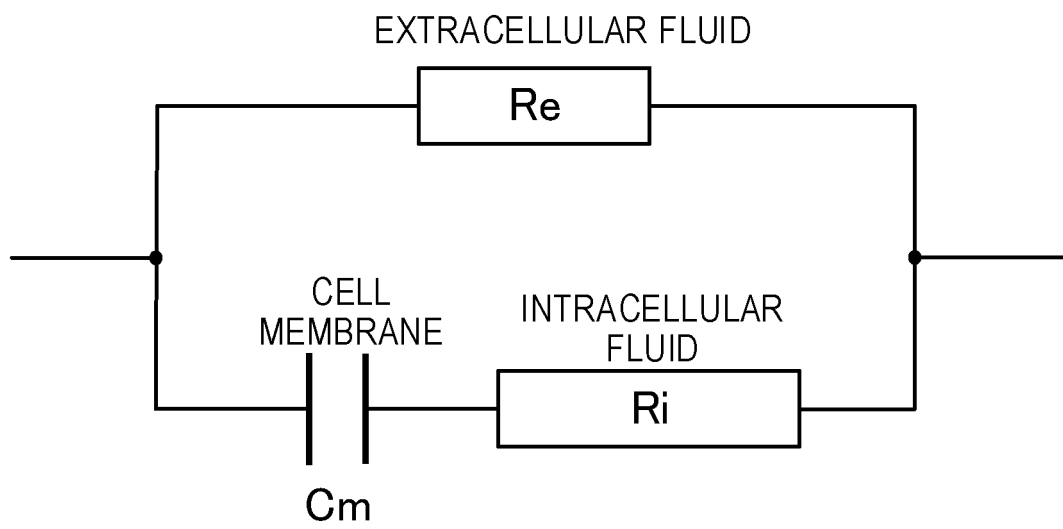 EXTRACELLULAR FLUID
Re
CELL
MEMBRANE
INTRACELLULAR
FLUID
Ri
Cm